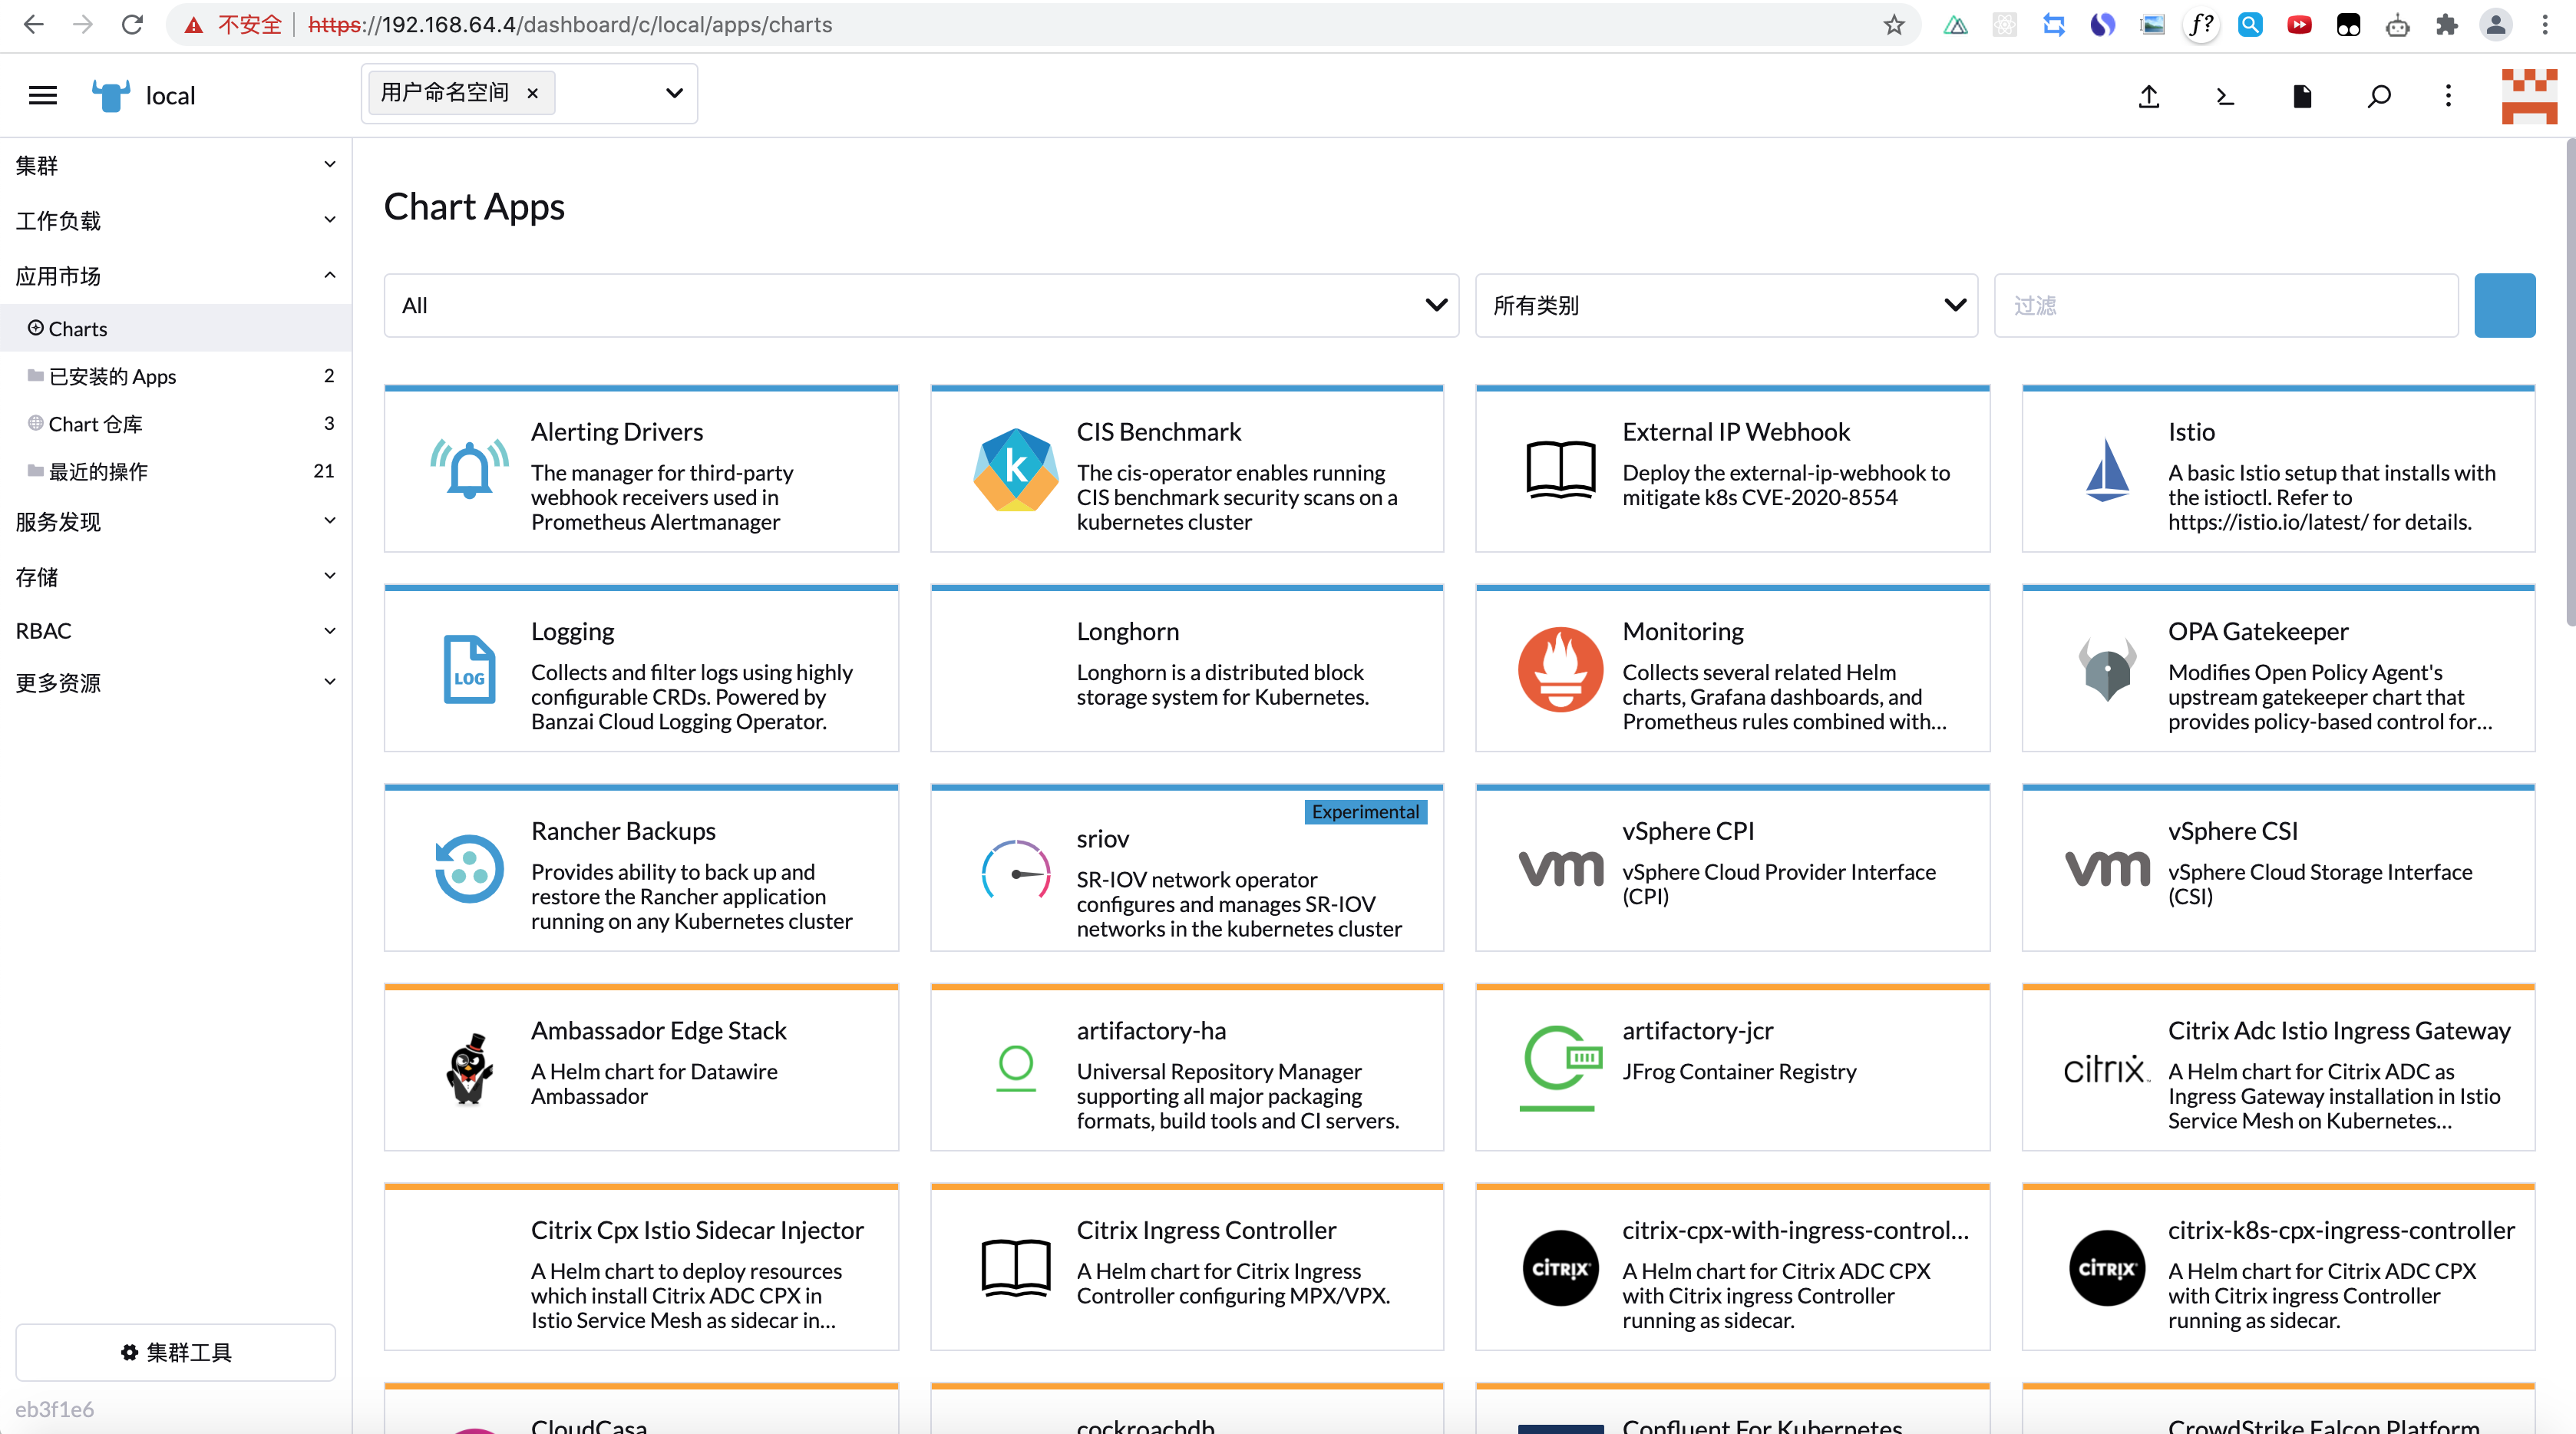 不安全 https://192.168.64.4/dashboard/c/local/apps/charts
local
用户命名空间 ×
集群
工作负载
应用市场
Charts
已安装的 Apps 2
Chart 仓库 3
最近的操作 21
服务发现
存储
RBAC
更多资源
集群工具
eb3f1e6
Chart Apps
All
所有类别
过滤
Alerting Drivers
The manager for third-party
webhook receivers used in
Prometheus Alertmanager
CIS Benchmark
The cis-operator enables running
CIS benchmark security scans on a
kubernetes cluster
External IP Webhook
Deploy the external-ip-webhook to
mitigate k8s CVE-2020-8554
Istio
A basic Istio setup that installs with
the istioctl. Refer to
https://istio.io/latest/ for details.
LOG
Logging
Collects and filter logs using highly
configurable CRDs. Powered by
Banzai Cloud Logging Operator.
Longhorn
Longhorn is a distributed block
storage system for Kubernetes.
Monitoring
Collects several related Helm
charts, Grafana dashboards, and
Prometheus rules combined with...
OPA Gatekeeper
Modifies Open Policy Agent's
upstream gatekeeper chart that
provides policy-based control for...
Rancher Backups
Provides ability to back up and
restore the Rancher application
running on any Kubernetes cluster
Experimental
sriov
SR-IOV network operator
configures and manages SR-IOV
networks in the kubernetes cluster
vm
vSphere CPI
vSphere Cloud Provider Interface
(CPI)
vm
vSphere CSI
vSphere Cloud Storage Interface
(CSI)
Ambassador Edge Stack
A Helm chart for Datawire
Ambassador
artifactory-ha
Universal Repository Manager
supporting all major packaging
formats, build tools and CI servers.
artifactory-jcr
JFrog Container Registry
citrix
Citrix Adc Istio Ingress Gateway
A Helm chart for Citrix ADC as
Ingress Gateway installation in Istio
Service Mesh on Kubernetes...
Citrix Cpx Istio Sidecar Injector
A Helm chart to deploy resources
which install Citrix ADC CPX in
Istio Service Mesh as sidecar in...
Citrix Ingress Controller
A Helm chart for Citrix Ingress
Controller configuring MPX/VPX.
CITRIX
citrix-cpx-with-ingress-control...
A Helm chart for Citrix ADC CPX
with Citrix ingress Controller
running as sidecar.
CITRIX
citrix-k8s-cpx-ingress-controller
A Helm chart for Citrix ADC CPX
with Citrix ingress Controller
running as sidecar.
CloudCasa
cockroachdb
Confluent For Kubernetes
CrowdStrike Falcon Platform